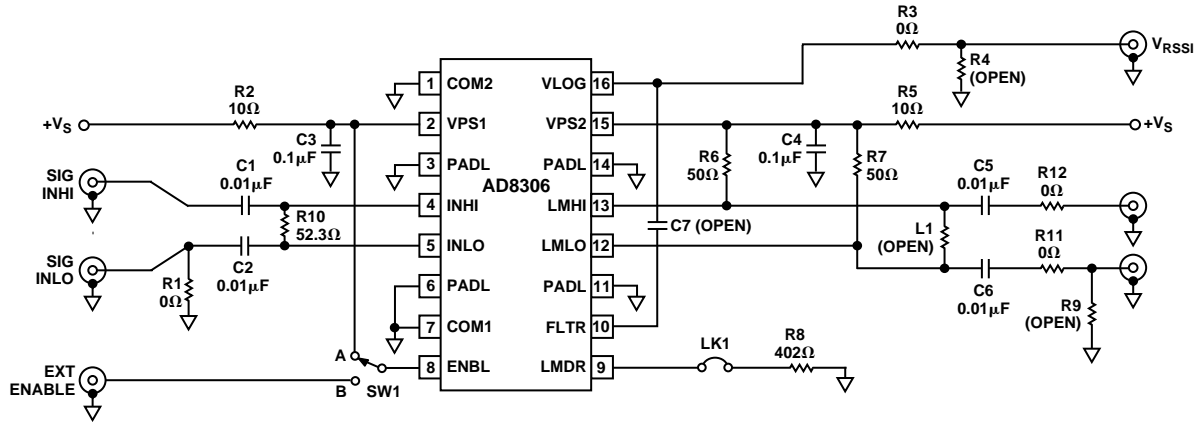 R3
0Ω
R4
(OPEN)
V_RSSI
1 COM2
VLOG 16
R2
10Ω
+V_S
C3
0.1µF
2 VPS1
VPS2 15
R5
10Ω
+V_S
R6
50Ω
C4
0.1µF
R7
50Ω
3 PADL
PADL 14
AD8306
SIG
INHI
C1
0.01µF
R10
52.3Ω
4 INHI
LMHI 13
C5
0.01µF
R12
0Ω
C7 (OPEN)
L1
(OPEN)
SIG
INLO
R1
0Ω
C2
0.01µF
5 INLO
LMLO 12
R11
0Ω
C6
0.01µF
R9
(OPEN)
6 PADL
PADL 11
7 COM1
FLTR 10
EXT
ENABLE
A
B
SW1
8 ENBL
LMDR 9
LK1
R8
402Ω